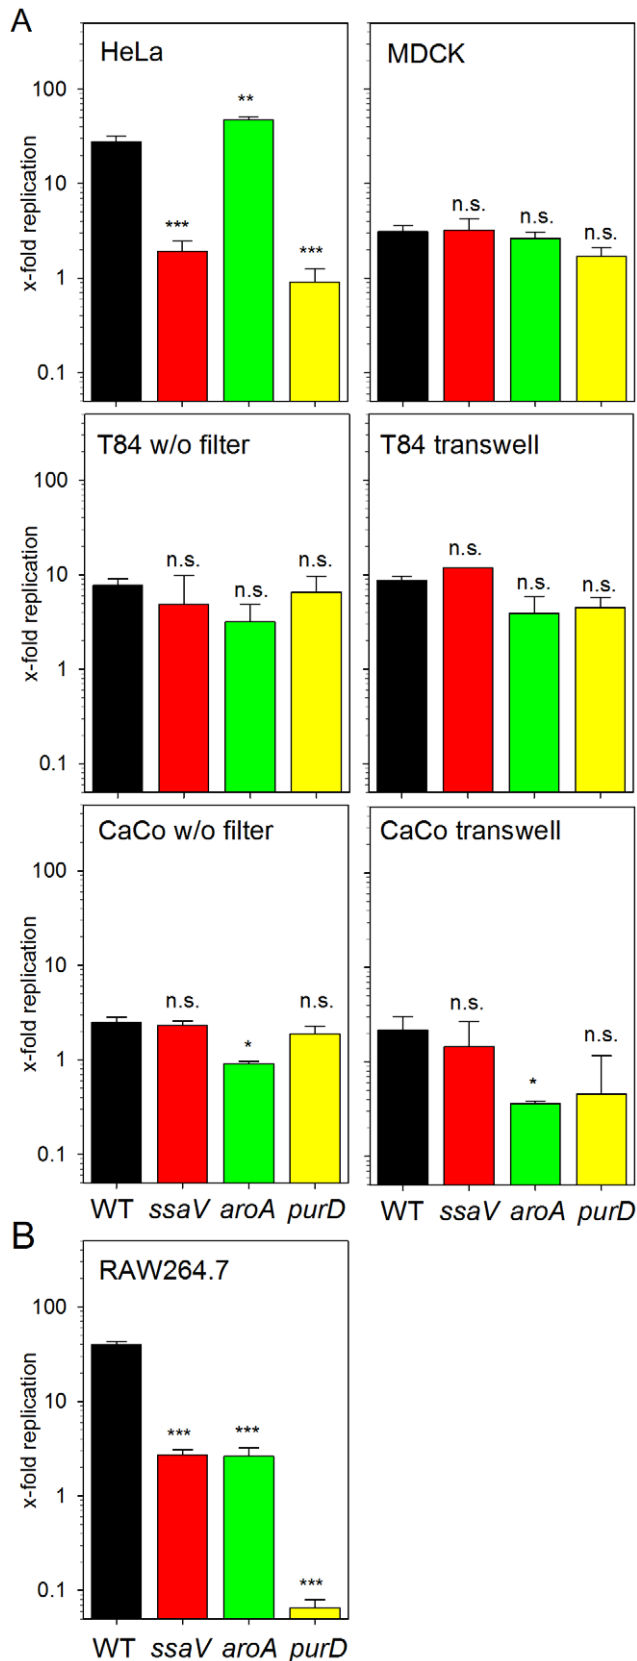 A
HeLa
MDCK
x-fold replication
100
10
1
0.1
***
**
***
n.s.
n.s.
n.s.
T84 w/o filter
T84 transwell
x-fold replication
100
10
1
0.1
n.s.
n.s.
n.s.
n.s.
n.s.
n.s.
CaCo w/o filter
CaCo transwell
x-fold replication
100
10
1
0.1
n.s.
*
n.s.
n.s.
*
n.s.
WT ssaV aroA purD
WT ssaV aroA purD
B
RAW264.7
x-fold replication
100
10
1
0.1
***
***
***
WT ssaV aroA purD